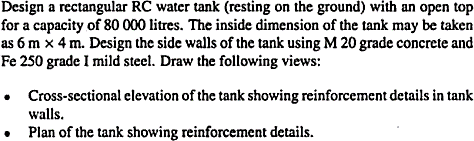 Design a rectangular RC water tank (resting on the ground) with an open top
for a capacity of 80 000 litres. The inside dimension of the tank may be taken
as 6 m × 4 m. Design the side walls of the tank using M 20 grade concrete and
Fe 250 grade I mild steel. Draw the following views:
• Cross-sectional elevation of the tank showing reinforcement details in tank
walls.
• Plan of the tank showing reinforcement details.